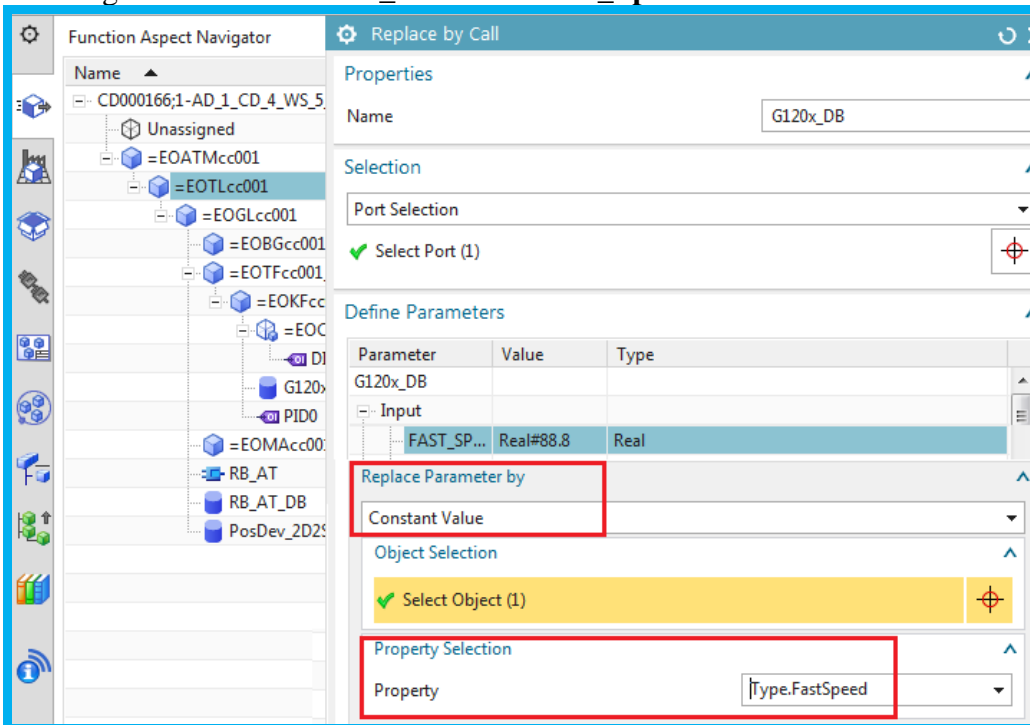 Function Aspect Navigator
Name
CD000166;1-AD_1_CD_4_WS_5_
Unassigned
=EOATMcc001
=EOTLcc001
=EOGLcc001
=EOBGcc001
=EOTFcc001_
=EOKFcc
=EOC
G120x
PID0
=EOMAcc00
RB_AT
RB_AT_DB
PosDev_2D2S
Replace by Call
Properties
Name G120x_DB
Selection
Port Selection
Select Port (1)
Define Parameters
Parameter Value Type
G120x_DB
Input
FAST_SP... Real#88.8 Real
Replace Parameter by
Constant Value
Object Selection
Select Object (1)
Property Selection
Property Type.FastSpeed